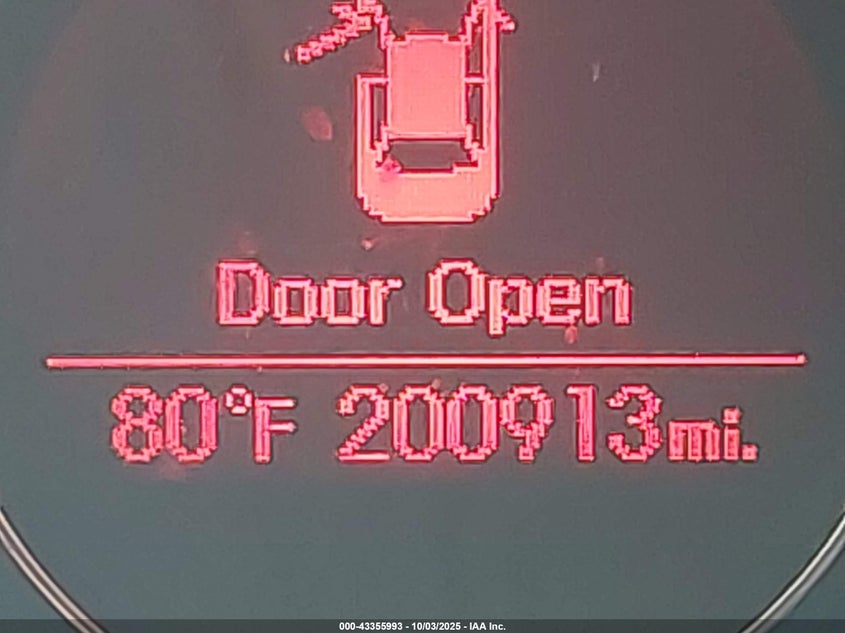 Door Open
80°F 200913mi.
000-43355993 - 10/03/2025 - IAA Inc.